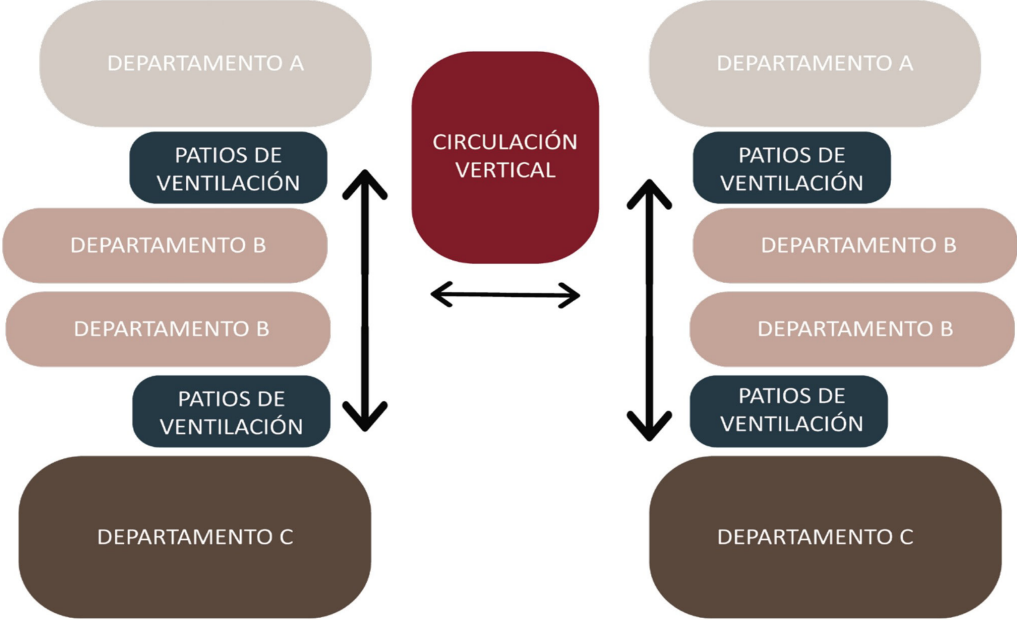 DEPARTAMENTO A
PATIOS DE
VENTILACIÓN
DEPARTAMENTO B
DEPARTAMENTO B
PATIOS DE
VENTILACIÓN
DEPARTAMENTO C
CIRCULACIÓN
VERTICAL
DEPARTAMENTO A
PATIOS DE
VENTILACIÓN
DEPARTAMENTO B
DEPARTAMENTO B
PATIOS DE
VENTILACIÓN
DEPARTAMENTO C